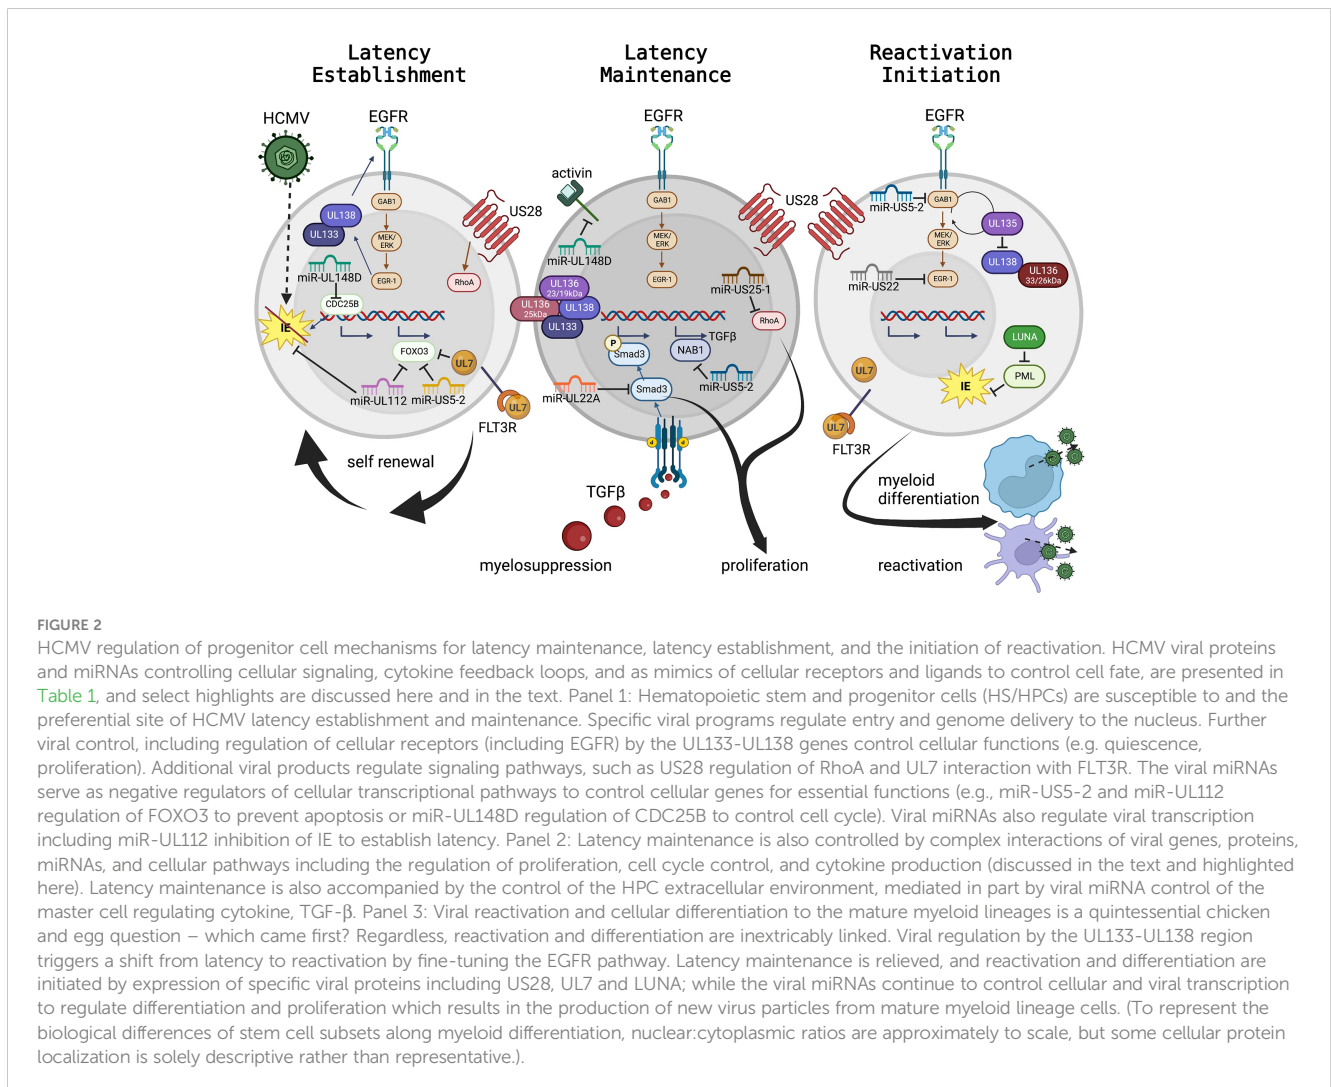 Latency
Establishment
Latency
Maintenance
Reactivation
Initiation
HCMV
EGFR
UL138
UL133
GAB1
MEK/
ERK
EGR-1
US28
RhoA
miR-UL148D
CDC25B
IE
FOXO3
UL7
miR-UL112
miR-US5-2
UL7
FLT3R
self renewal
EGFR
activin
GAB1
MEK/
ERK
EGR-1
miR-UL148D
US28
miR-US25-1
RhoA
UL136
23/19kDa
UL136
25kDa
UL138
UL133
TGFβ
P
Smad3
NAB1
miR-US5-2
miR-UL22A
Smad3
TGFβ
myelosuppression
proliferation
EGFR
miR-US5-2
GAB1
UL135
MEK/
ERK
UL138
UL136
33/26kDa
miR-US22
EGR-1
LUNA
PML
IE
UL7
UL7
FLT3R
myeloid
differentiation
reactivation
FIGURE 2
HCMV regulation of progenitor cell mechanisms for latency maintenance, latency establishment, and the initiation of reactivation. HCMV viral proteins
and miRNAs controlling cellular signaling, cytokine feedback loops, and as mimics of cellular receptors and ligands to control cell fate, are presented in
Table 1, and select highlights are discussed here and in the text. Panel 1: Hematopoietic stem and progenitor cells (HS/HPCs) are susceptible to and the
preferential site of HCMV latency establishment and maintenance. Specific viral programs regulate entry and genome delivery to the nucleus. Further
viral control, including regulation of cellular receptors (including EGFR) by the UL133-UL138 genes control cellular functions (e.g. quiescence,
proliferation). Additional viral products regulate signaling pathways, such as US28 regulation of RhoA and UL7 interaction with FLT3R. The viral miRNAs
serve as negative regulators of cellular transcriptional pathways to control cellular genes for essential functions (e.g., miR-US5-2 and miR-UL112
regulation of FOXO3 to prevent apoptosis or miR-UL148D regulation of CDC25B to control cell cycle). Viral miRNAs also regulate viral transcription
including miR-UL112 inhibition of IE to establish latency. Panel 2: Latency maintenance is also controlled by complex interactions of viral genes, proteins,
miRNAs, and cellular pathways including the regulation of proliferation, cell cycle control, and cytokine production (discussed in the text and highlighted
here). Latency maintenance is also accompanied by the control of the HPC extracellular environment, mediated in part by viral miRNA control of the
master cell regulating cytokine, TGF-β. Panel 3: Viral reactivation and cellular differentiation to the mature myeloid lineages is a quintessential chicken
and egg question – which came first? Regardless, reactivation and differentiation are inextricably linked. Viral regulation by the UL133-UL138 region
triggers a shift from latency to reactivation by fine-tuning the EGFR pathway. Latency maintenance is relieved, and reactivation and differentiation are
initiated by expression of specific viral proteins including US28, UL7 and LUNA; while the viral miRNAs continue to control cellular and viral transcription
to regulate differentiation and proliferation which results in the production of new virus particles from mature myeloid lineage cells. (To represent the
biological differences of stem cell subsets along myeloid differentiation, nuclear:cytoplasmic ratios are approximately to scale, but some cellular protein
localization is solely descriptive rather than representative.).